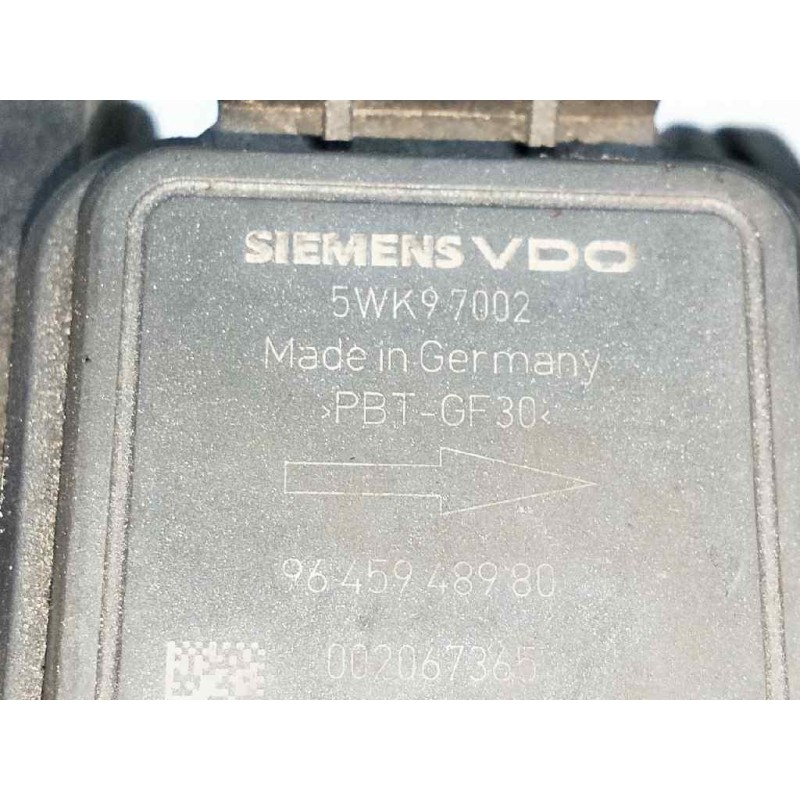 SIEMENS VDO
5WK9 7002
Made in Germany
>PBT-GF30<
96 459 489 80
002067365